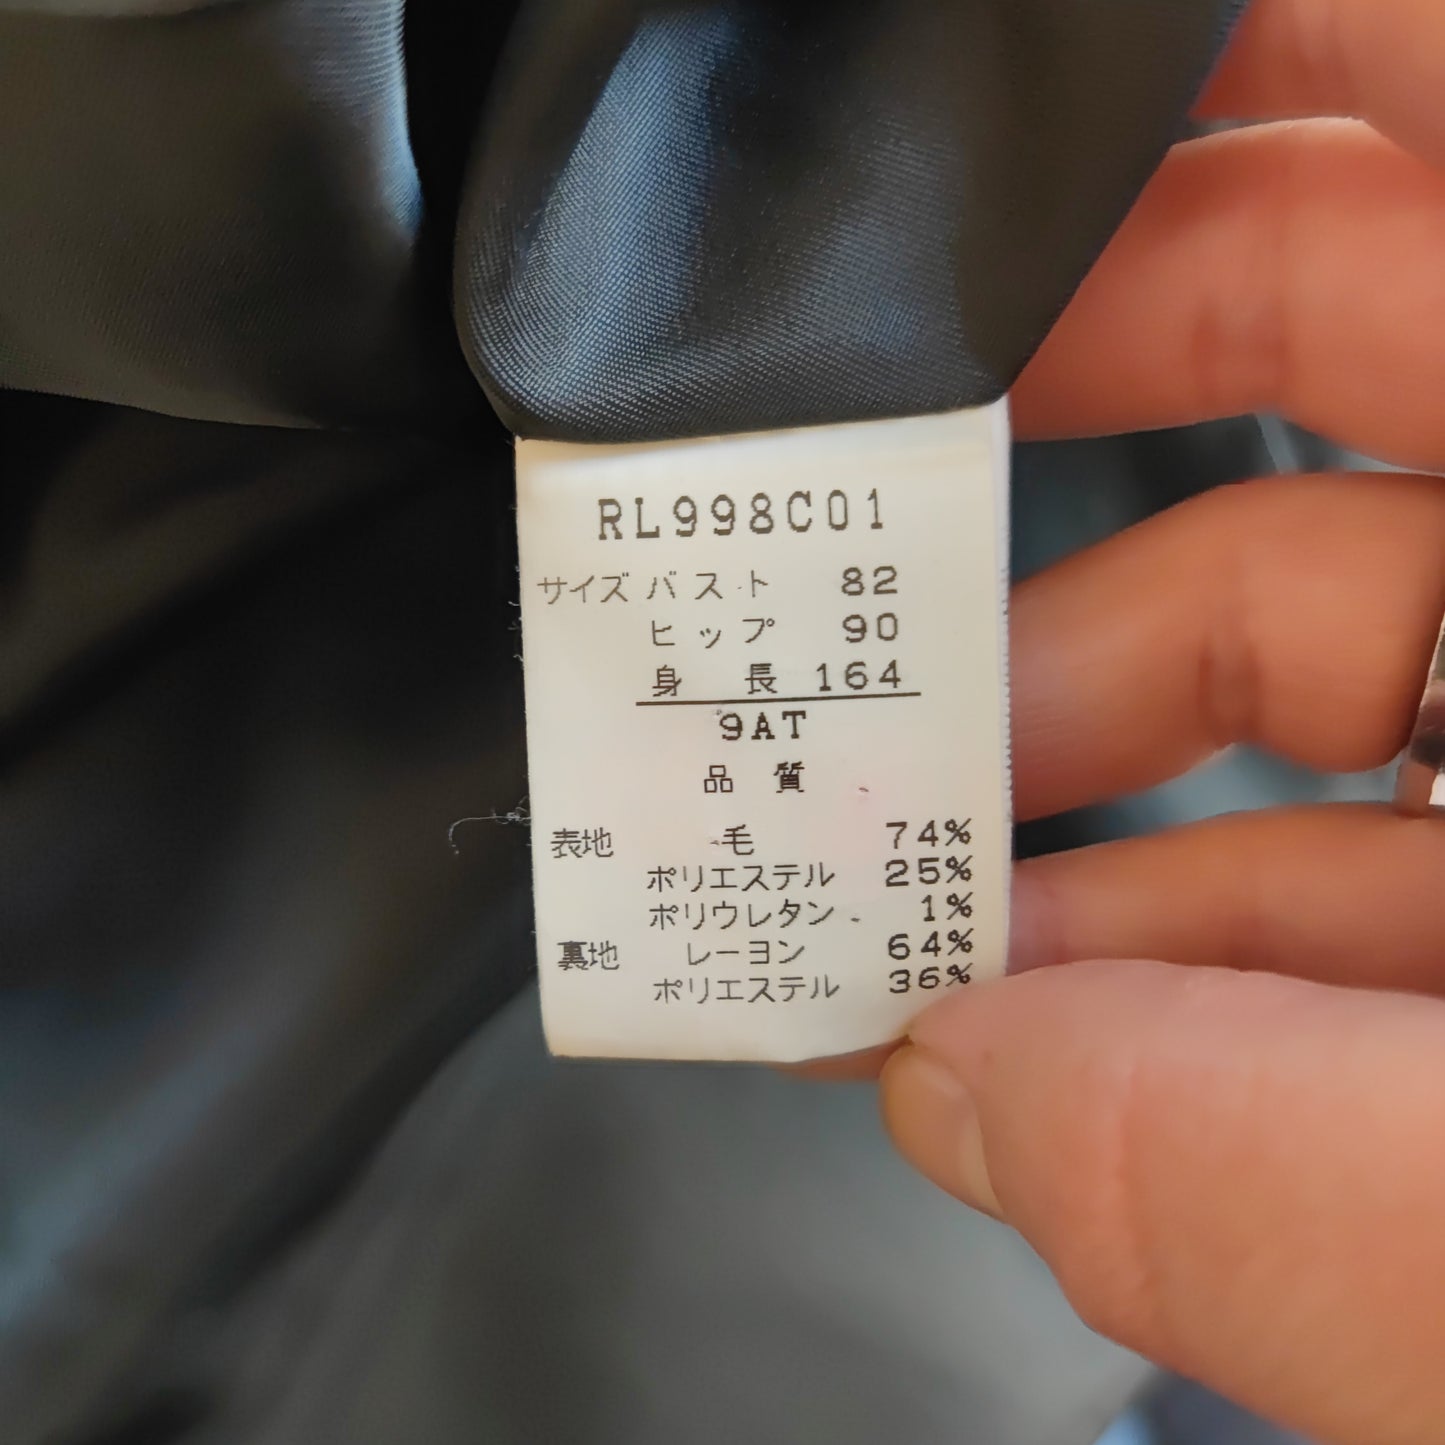 RL998C01
サイズ バスト 82
ヒップ 90
身長 164
9AT
品質
表地 毛 74%
ポリエステル 25%
ポリウレタン 1%
裏地 レーヨン 64%
ポリエステル 36%